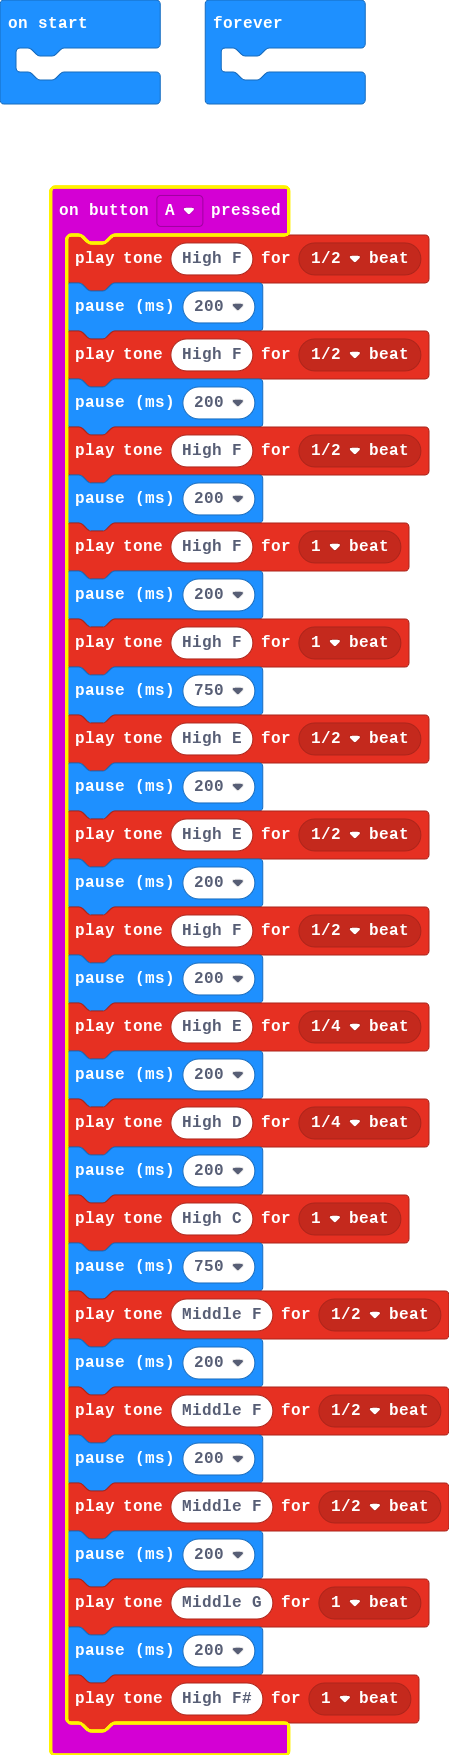 on start
forever
on button A pressed
play tone High F for 1/2 beat
pause (ms) 200
play tone High F for 1/2 beat
pause (ms) 200
play tone High F for 1/2 beat
pause (ms) 200
play tone High F for 1 beat
pause (ms) 200
play tone High F for 1 beat
pause (ms) 750
play tone High E for 1/2 beat
pause (ms) 200
play tone High E for 1/2 beat
pause (ms) 200
play tone High F for 1/2 beat
pause (ms) 200
play tone High E for 1/4 beat
pause (ms) 200
play tone High D for 1/4 beat
pause (ms) 200
play tone High C for 1 beat
pause (ms) 750
play tone Middle F for 1/2 beat
pause (ms) 200
play tone Middle F for 1/2 beat
pause (ms) 200
play tone Middle F for 1/2 beat
pause (ms) 200
play tone Middle G for 1 beat
pause (ms) 200
play tone High F# for 1 beat